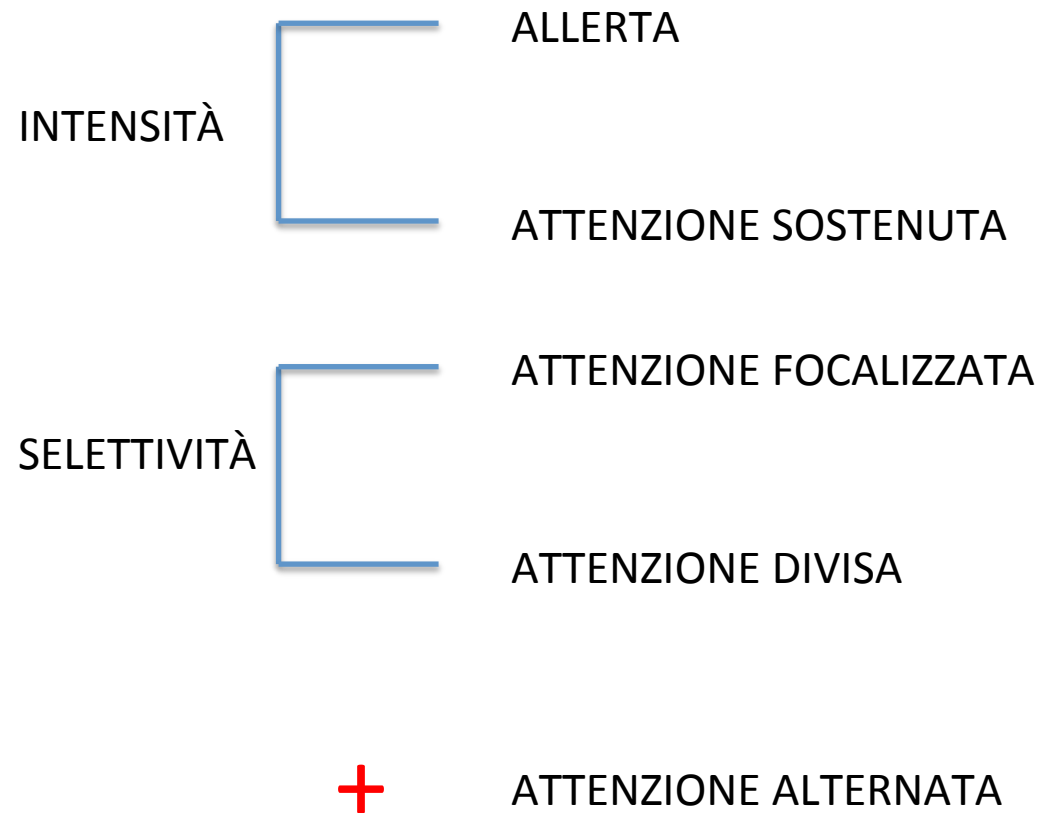 ALLERTA
INTENSITÀ
ATTENZIONE SOSTENUTA
ATTENZIONE FOCALIZZATA
SELETTIVITÀ
ATTENZIONE DIVISA
+ ATTENZIONE ALTERNATA